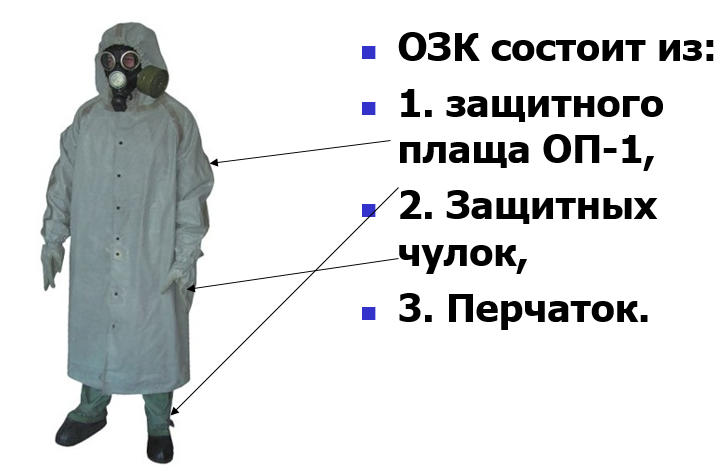 ОЗК состоит из:
1. защитного
плаща ОП-1,
2. Защитных
чулок,
3. Перчаток.